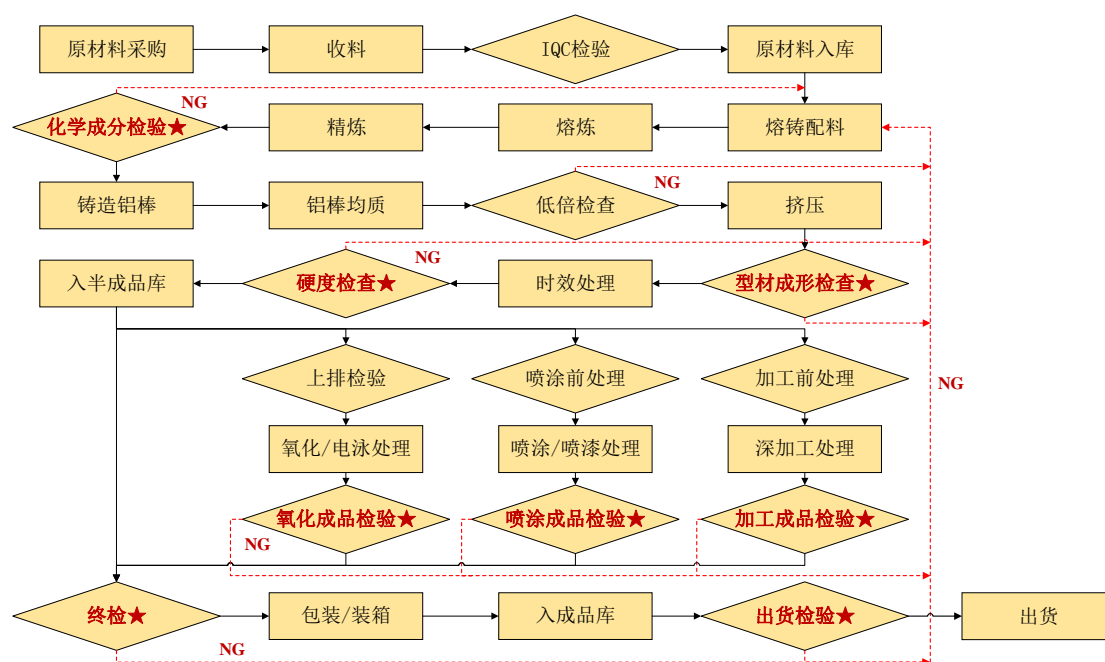 原材料采购
收料
IQC检验
原材料入库
NG
化学成分检验★
精炼
熔炼
熔铸配料
铸造铝棒
铝棒均质
低倍检查
NG
挤压
入半成品库
硬度检查★
NG
时效处理
型材成形检查★
上排检验
喷涂前处理
加工前处理
NG
氧化/电泳处理
喷涂/喷漆处理
深加工处理
氧化成品检验★
喷涂成品检验★
加工成品检验★
NG
终检★
包装/装箱
入成品库
出货检验★
出货
NG